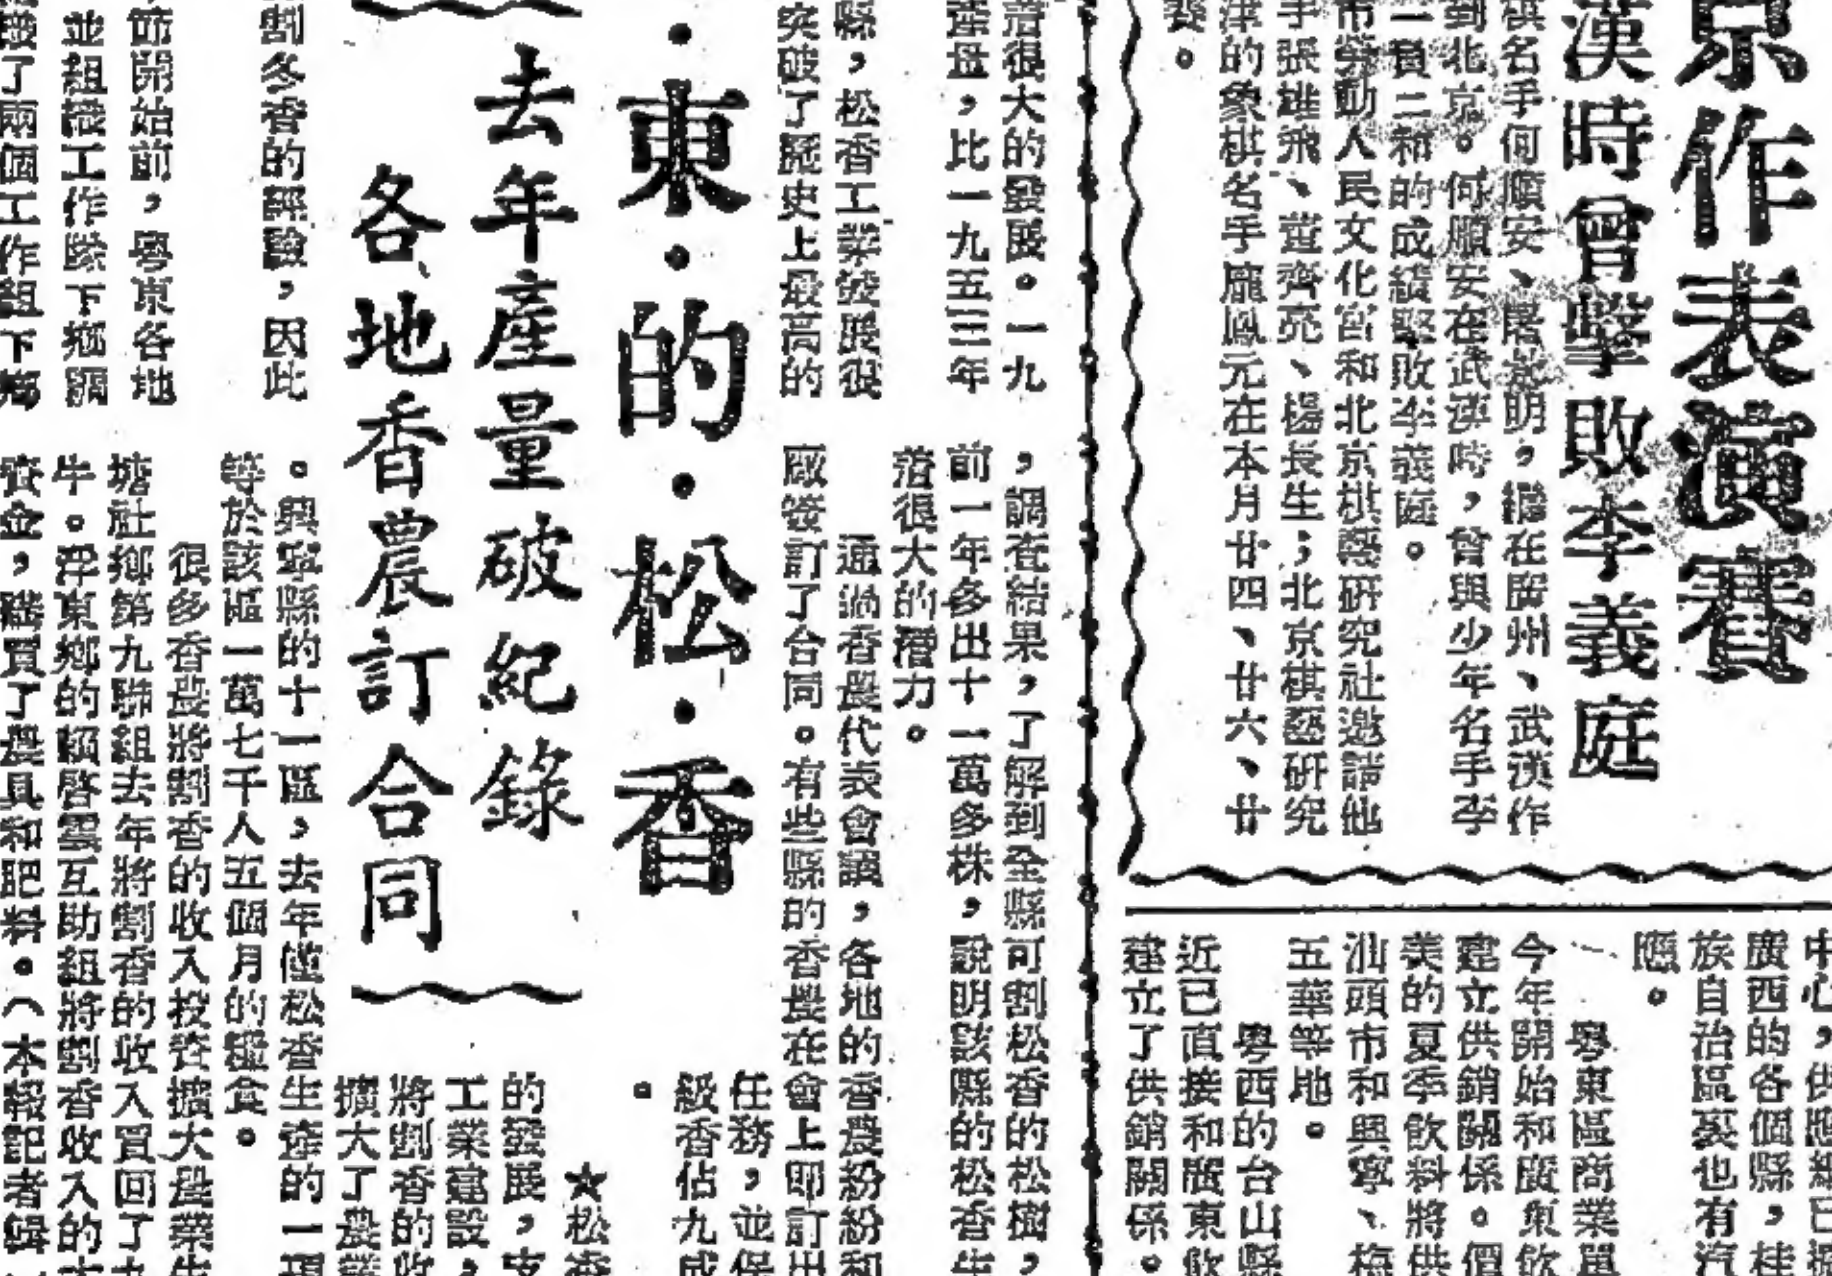 京作表演賽
漢時曾擊敗李義庭
棋名手何順安、屠景明,繼在廣州、武漢作
到北京。何順安在武漢時,曾與少年名手李
一負二和的成績擊敗李義庭。
市勞動人民文化宮和北京棋藝研究社邀請他
手張雄飛、董齊亮、楊長生;北京棋藝研究
津的象棋名手龐鳳元在本月廿四、廿六、廿
賽。
中心,供應
廣西的各個縣,桂
族自治區裏也有汽
應。
粵東區商業單
今年開始和廣東飲
建立供銷關係。價
美的夏季飲料將供
汕頭市和興寧、梅
五華等地。
粵西的台山縣
近已直接和廣東飲
建立了供銷關係。
·東·的·松·香
去年產量破紀錄
各地香農訂合同
落很大的發展。一九
產量,比一九五三年
縣,松香工業發展很
突破了歷史上最高的
割冬香的經驗,因此
節開始前,粵東各地
並組織工作隊下鄉調
了兩個工作組下鄉
,調查結果,了解到全縣可割松香的松樹,
前一年多出十一萬多株,說明該縣的松香生
落很大的潛力。
通過香農代表會議,各地的香農紛紛和
廠簽訂了合同。有些縣的香農在會上即訂出
任務,並保
級香佔九成
。
★松香
的發展,支
工業建設,
將割香的收
擴大了農業
。興寧縣的十一區,去年僅松香生產的一項
等於該區一萬七千人五個月的糧食。
很多香農將割香的收入投資擴大農業生
塘社鄉第九聯組去年將割香的收入買回了九
牛。浮東鄉的賴啓雲互助組將割香收入的大
資金,購買了農具和肥料。(本報記者